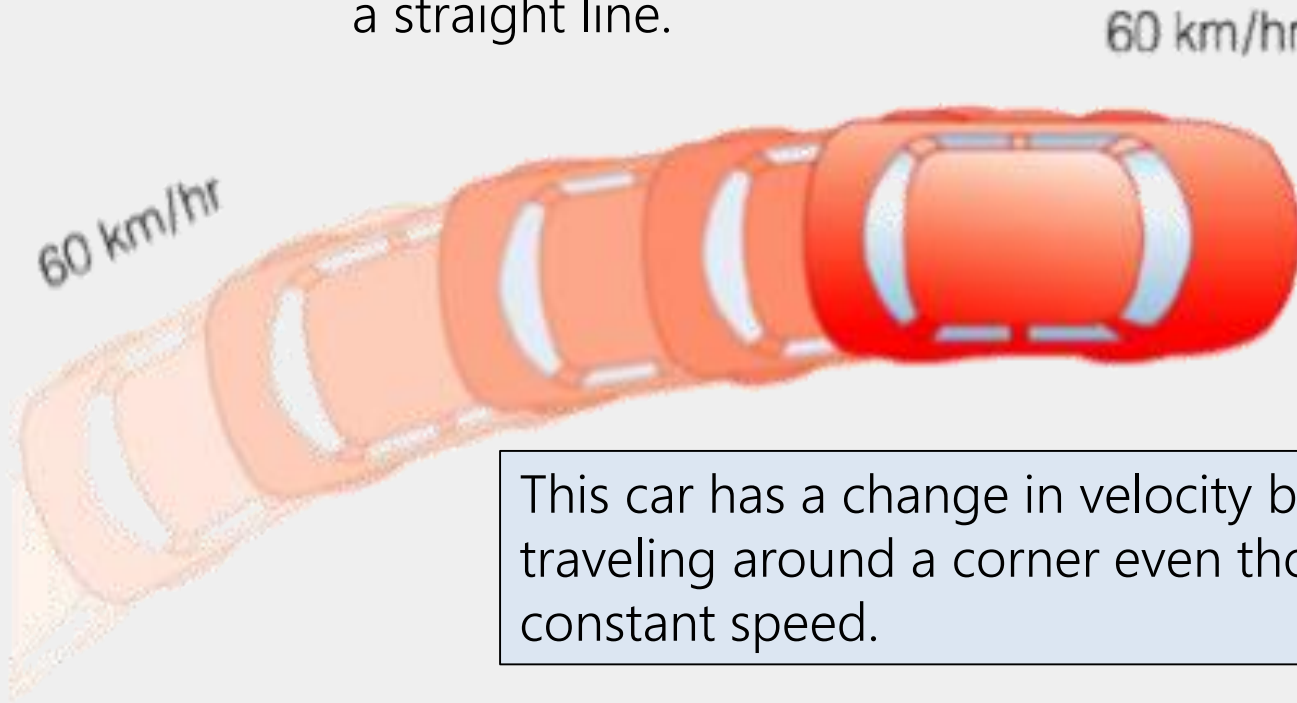 a straight line.
60 km/hr
60 km/hr
This car has a change in velocity b
traveling around a corner even tho
constant speed.